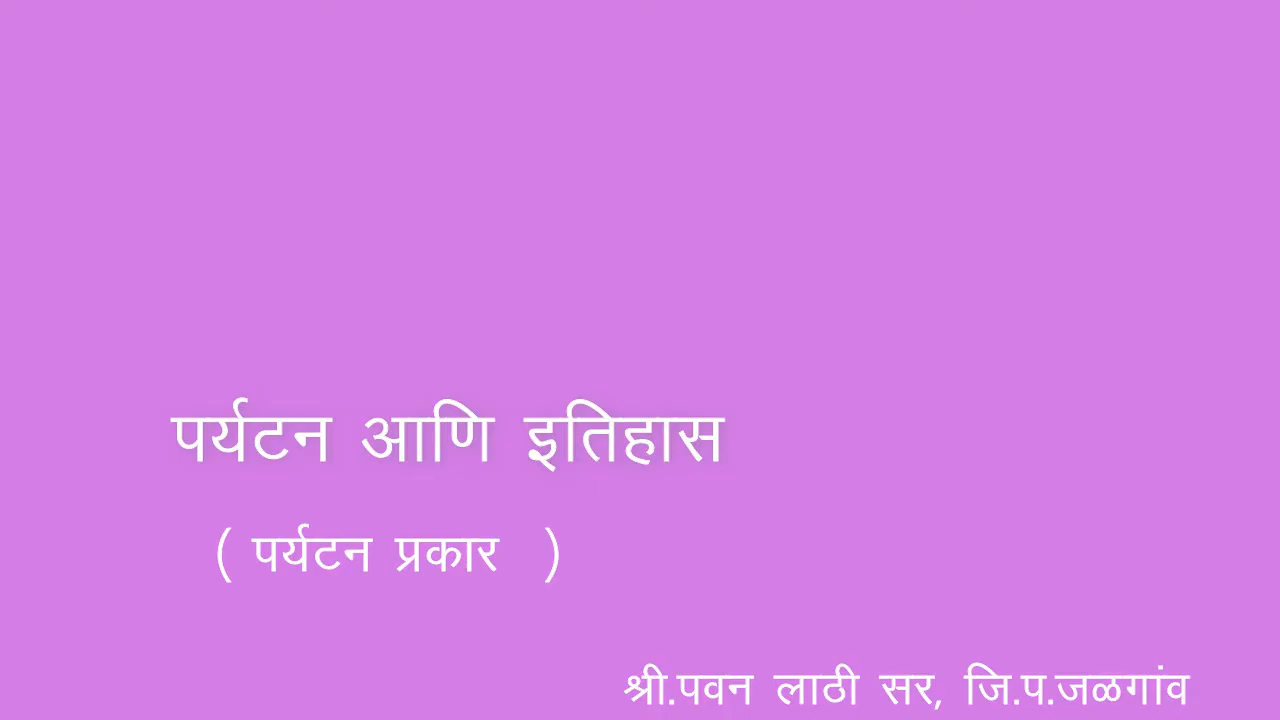 पर्यटन आणि इतिहास
( पर्यटन प्रकार )
श्री.पवन लाठी सर, जि.प.जळगांव